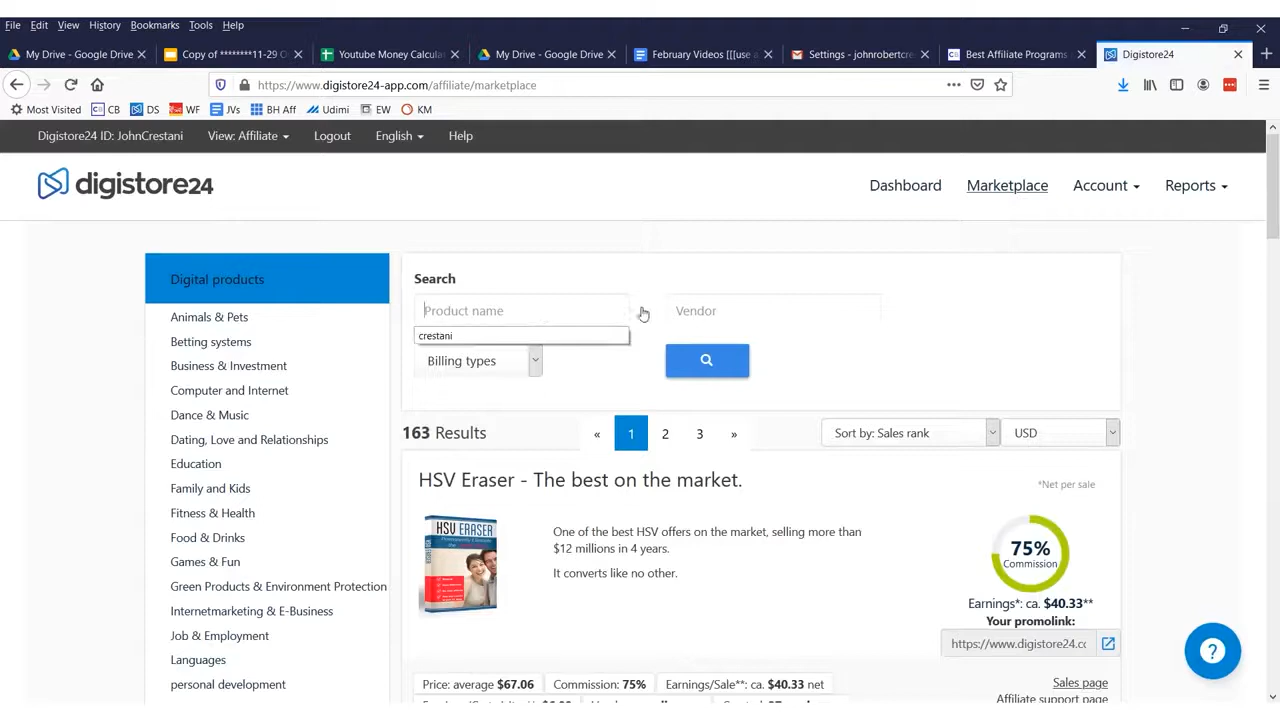 File Edit View History Bookmarks Tools Help
My Drive - Google Drive Copy of ********11-29 O Youtube Money Calcula My Drive - Google Drive February Videos [[[use a Settings - johnrobertcre Best Affiliate Programs Digistore24
https://www.digistore24-app.com/affiliate/marketplace
Most Visited CB DS WF JVs BH Aff Udimi EW KM
Digistore24 ID: JohnCrestani View: Affiliate Logout English Help
digistore24 Dashboard Marketplace Account Reports
Digital products
Animals & Pets
Betting systems
Business & Investment
Computer and Internet
Dance & Music
Dating, Love and Relationships
Education
Family and Kids
Fitness & Health
Food & Drinks
Games & Fun
Green Products & Environment Protection
Internetmarketing & E-Business
Job & Employment
Languages
personal development
Search
Product name Vendor
crestani
Billing types
163 Results « 1 2 3 » Sort by: Sales rank USD
HSV Eraser - The best on the market.
*Net per sale
HSV ERASER
One of the best HSV offers on the market, selling more than
$12 millions in 4 years.
It converts like no other.
75%
Commission
Earnings*: ca. $40.33**
Your promolink:
https://www.digistore24.cc
Price: average $67.06 Commission: 75% Earnings/Sale**: ca. $40.33 net
Sales page
Affiliate support page
?